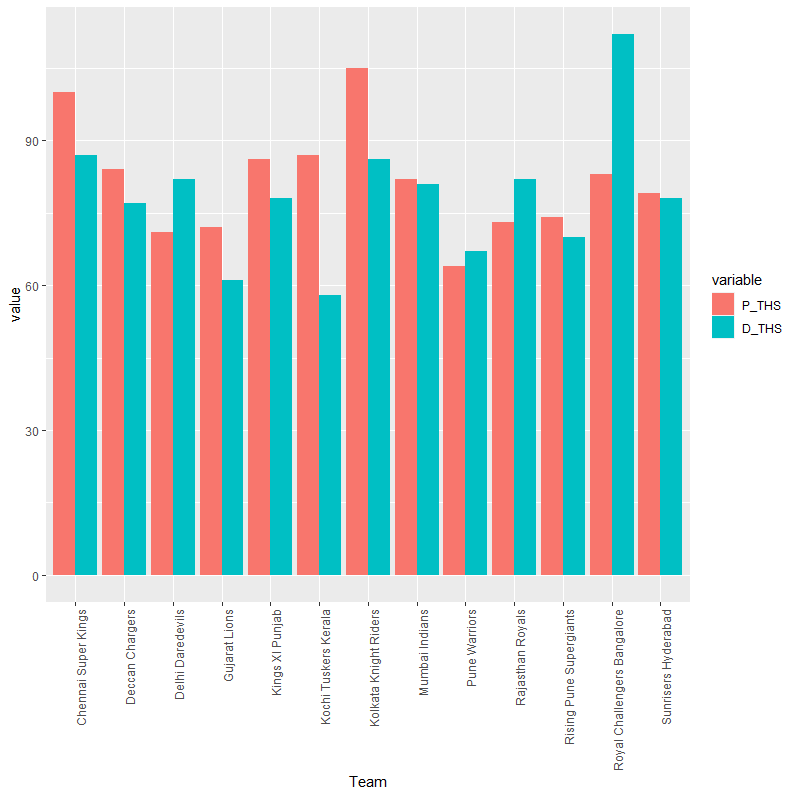 value
90
60
30
0
Chennai Super Kings
Deccan Chargers
Delhi Daredevils
Gujarat Lions
Kings XI Punjab
Kochi Tuskers Kerala
Kolkata Knight Riders
Mumbai Indians
Pune Warriors
Rajasthan Royals
Rising Pune Supergiants
Royal Challengers Bangalore
Sunrisers Hyderabad
Team
variable
P_THS
D_THS